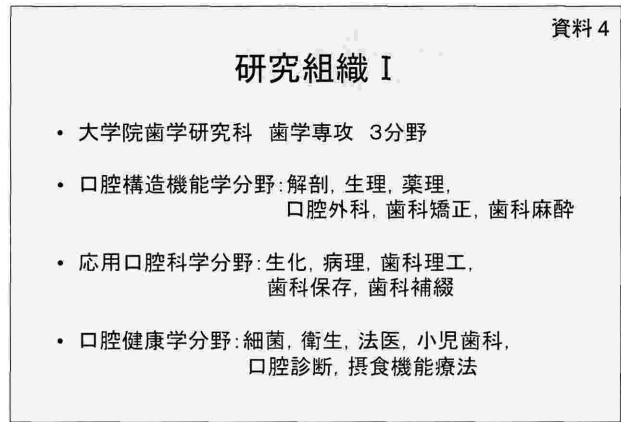 資料4
研究組織Ⅰ
• 大学院歯学研究科 歯学専攻 3分野
• 口腔構造機能学分野:解剖, 生理, 薬理,
口腔外科, 歯科矯正, 歯科麻酔
• 応用口腔科学分野:生化, 病理, 歯科理工,
歯科保存, 歯科補綴
• 口腔健康学分野:細菌, 衛生, 法医, 小児歯科,
口腔診断, 摂食機能療法